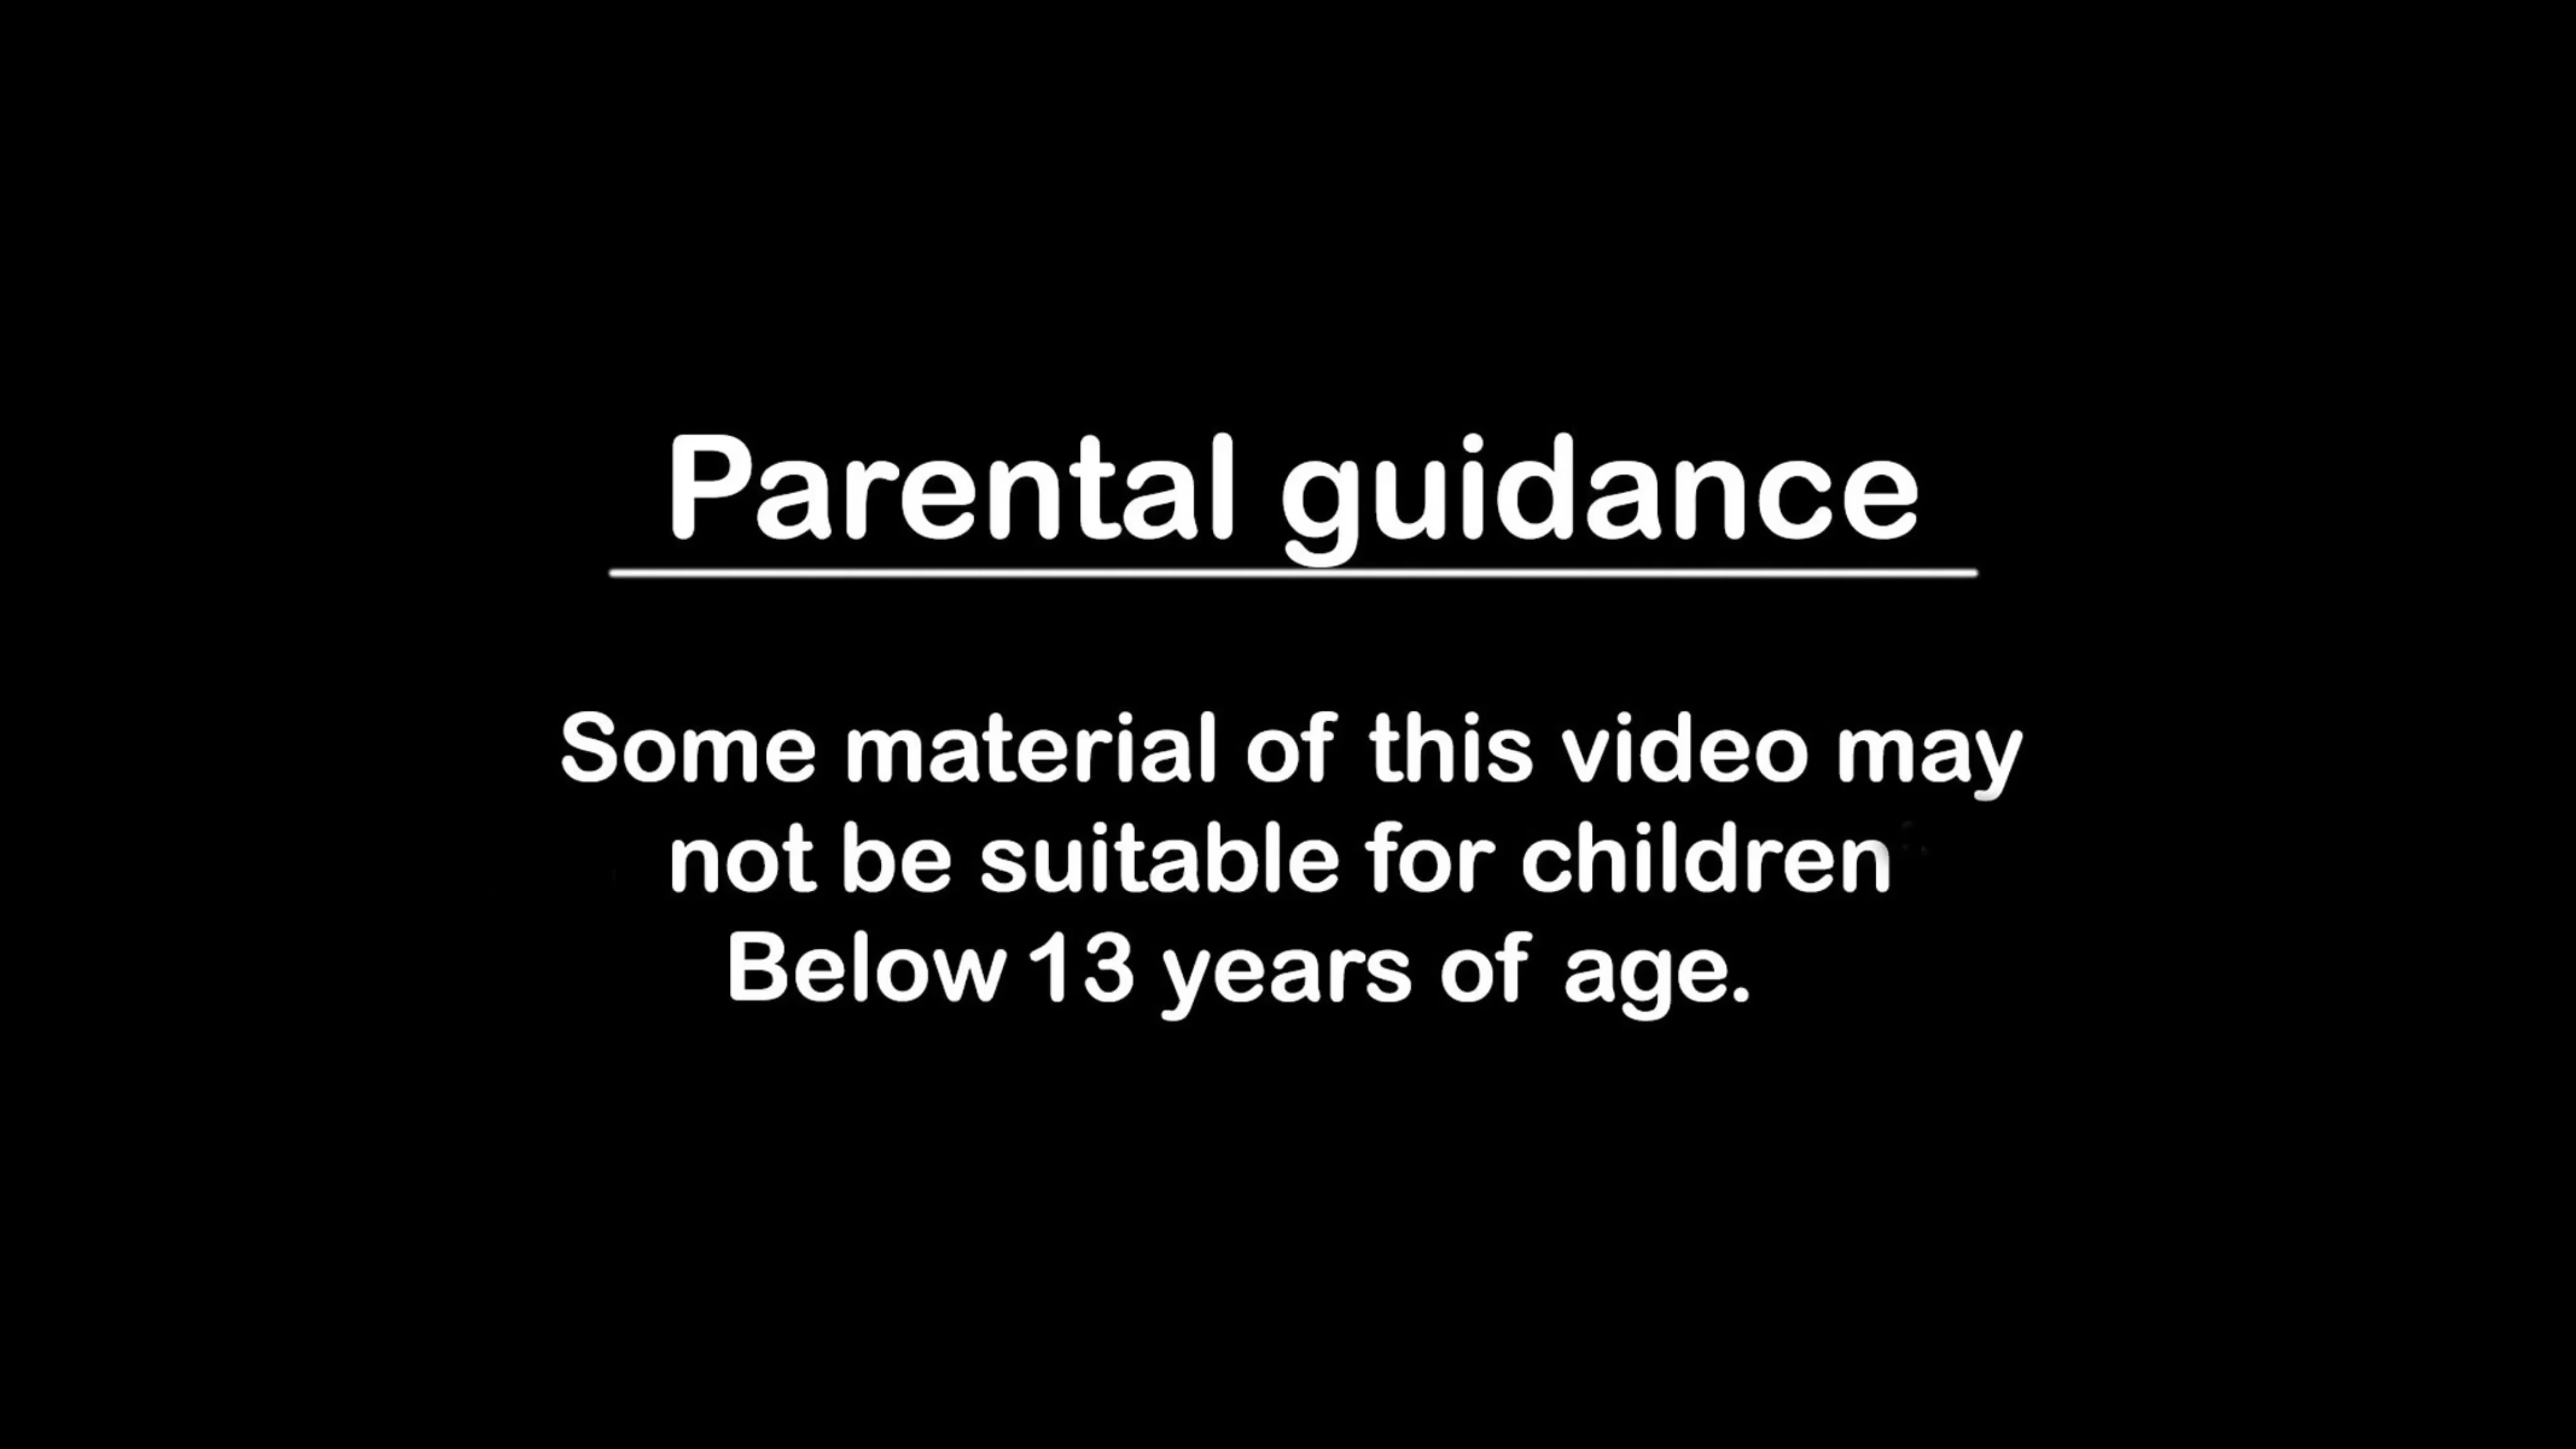 Parental guidance
Some material of this video may
not be suitable for children
Below 13 years of age.